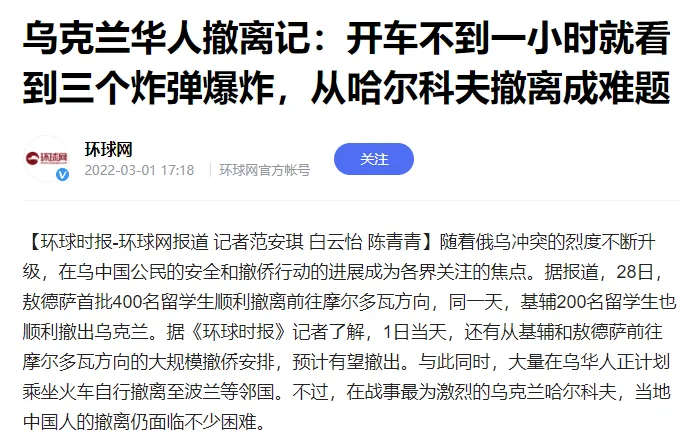 乌克兰华人撤离记：开车不到一小时就看
到三个炸弹爆炸，从哈尔科夫撤离成难题
环球网
环球网
2022-03-01 17:18 环球网官方帐号
关注
【环球时报-环球网报道 记者范安琪 白云怡 陈青青】随着俄乌冲突的烈度不断升
级，在乌中国公民的安全和撤侨行动的进展成为各界关注的焦点。据报道，28日，
敖德萨首批400名留学生顺利撤离前往摩尔多瓦方向，同一天，基辅200名留学生也
顺利撤出乌克兰。据《环球时报》记者了解，1日当天，还有从基辅和敖德萨前往
摩尔多瓦方向的大规模撤侨安排，预计有望撤出。与此同时，大量在乌华人正计划
乘坐火车自行撤离至波兰等邻国。不过，在战事最为激烈的乌克兰哈尔科夫，当地
中国人的撤离仍面临不少困难。